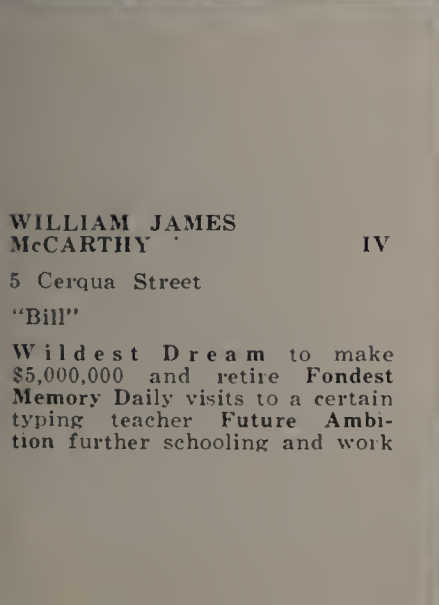 WILLIAM JAMES
McCARTHY IV
5 Cerqua Street
"Bill"
Wildest Dream to make
$5,000,000 and retire Fondest
Memory Daily visits to a certain
typing teacher Future Ambi-
tion further schooling and work